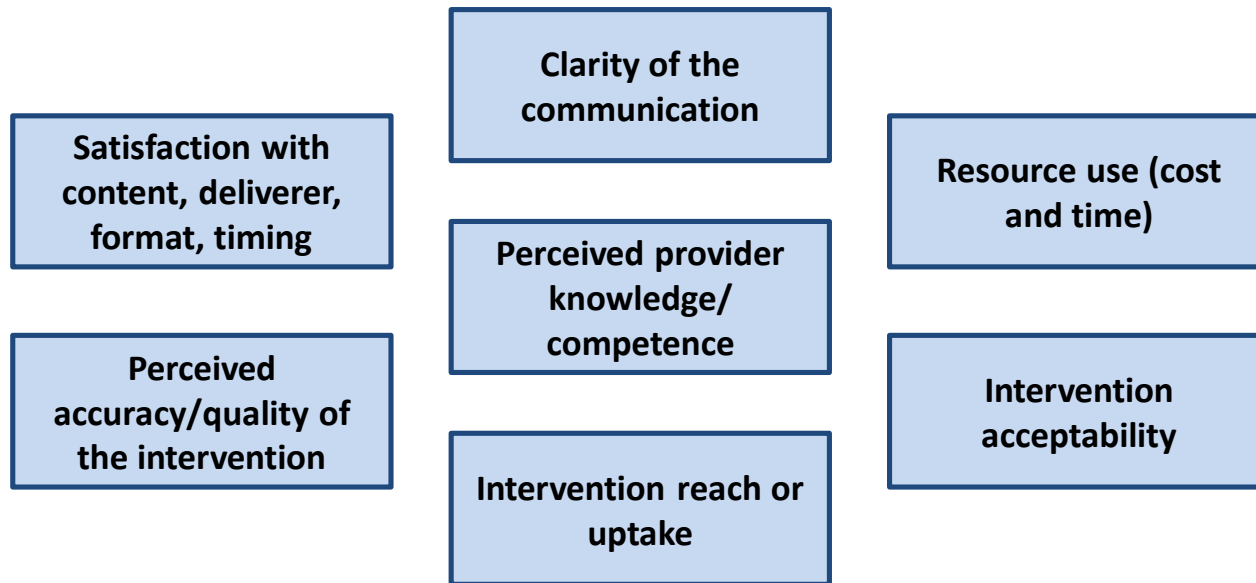 Clarity of the
communication
Satisfaction with
content, deliverer,
format, timing
Resource use (cost
and time)
Perceived provider
knowledge/
competence
Perceived
accuracy/quality of
the intervention
Intervention
acceptability
Intervention reach or
uptake